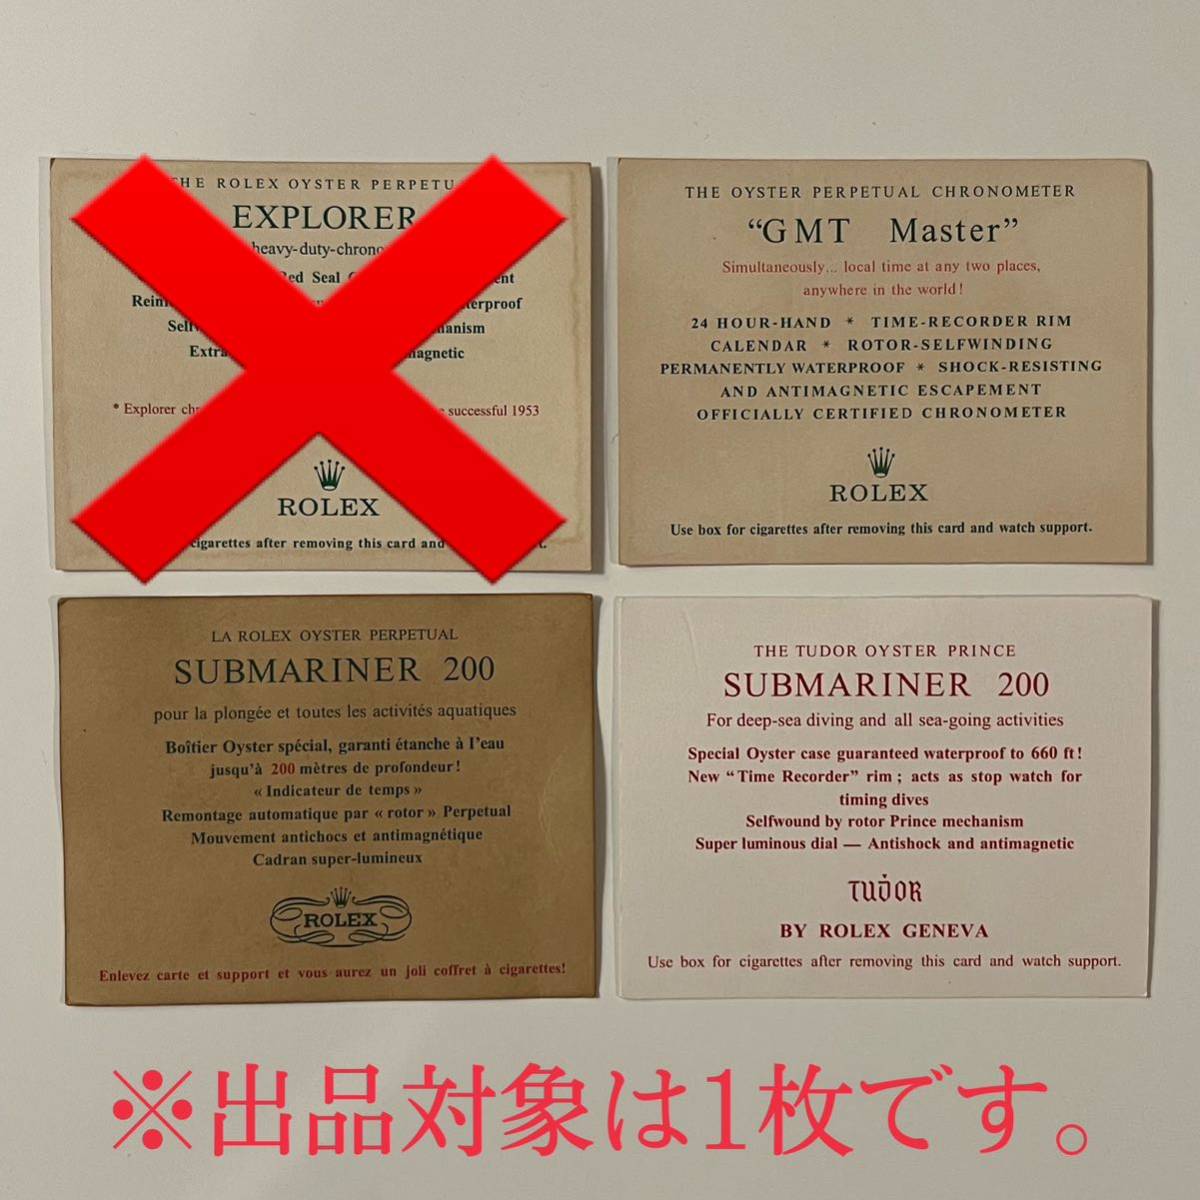 THE ROLEX OYSTER PERPETU
EXPLORER
heavy-duty-chrono
Red Seal
Self
Extra
* Explorer successful 1953
ROLEX
cigarettes after removing this card and
THE OYSTER PERPETUAL CHRONOMETER
“GMT Master”
Simultaneously... local time at any two places,
anywhere in the world!
24 HOUR-HAND * TIME-RECORDER RIM
CALENDAR * ROTOR-SELFWINDING
PERMANENTLY WATERPROOF * SHOCK-RESISTING
AND ANTIMAGNETIC ESCAPEMENT
OFFICIALLY CERTIFIED CHRONOMETER
ROLEX
Use box for cigarettes after removing this card and watch support.
LA ROLEX OYSTER PERPETUAL
SUBMARINER 200
pour la plongée et toutes les activités aquatiques
Boîtier Oyster spécial, garanti étanche à l’eau
jusqu’à 200 mètres de profondeur!
« Indicateur de temps »
Remontage automatique par « rotor » Perpetual
Mouvement antichocs et antimagnétique
Cadran super-lumineux
ROLEX
Enlevez carte et support et vous aurez un joli coffret à cigarettes!
THE TUDOR OYSTER PRINCE
SUBMARINER 200
For deep-sea diving and all sea-going activities
Special Oyster case guaranteed waterproof to 660 ft!
New “Time Recorder” rim; acts as stop watch for
timing dives
Selfwound by rotor Prince mechanism
Super luminous dial — Antishock and antimagnetic
TUDOR
BY ROLEX GENEVA
Use box for cigarettes after removing this card and watch support.
※出品対象は1枚です。